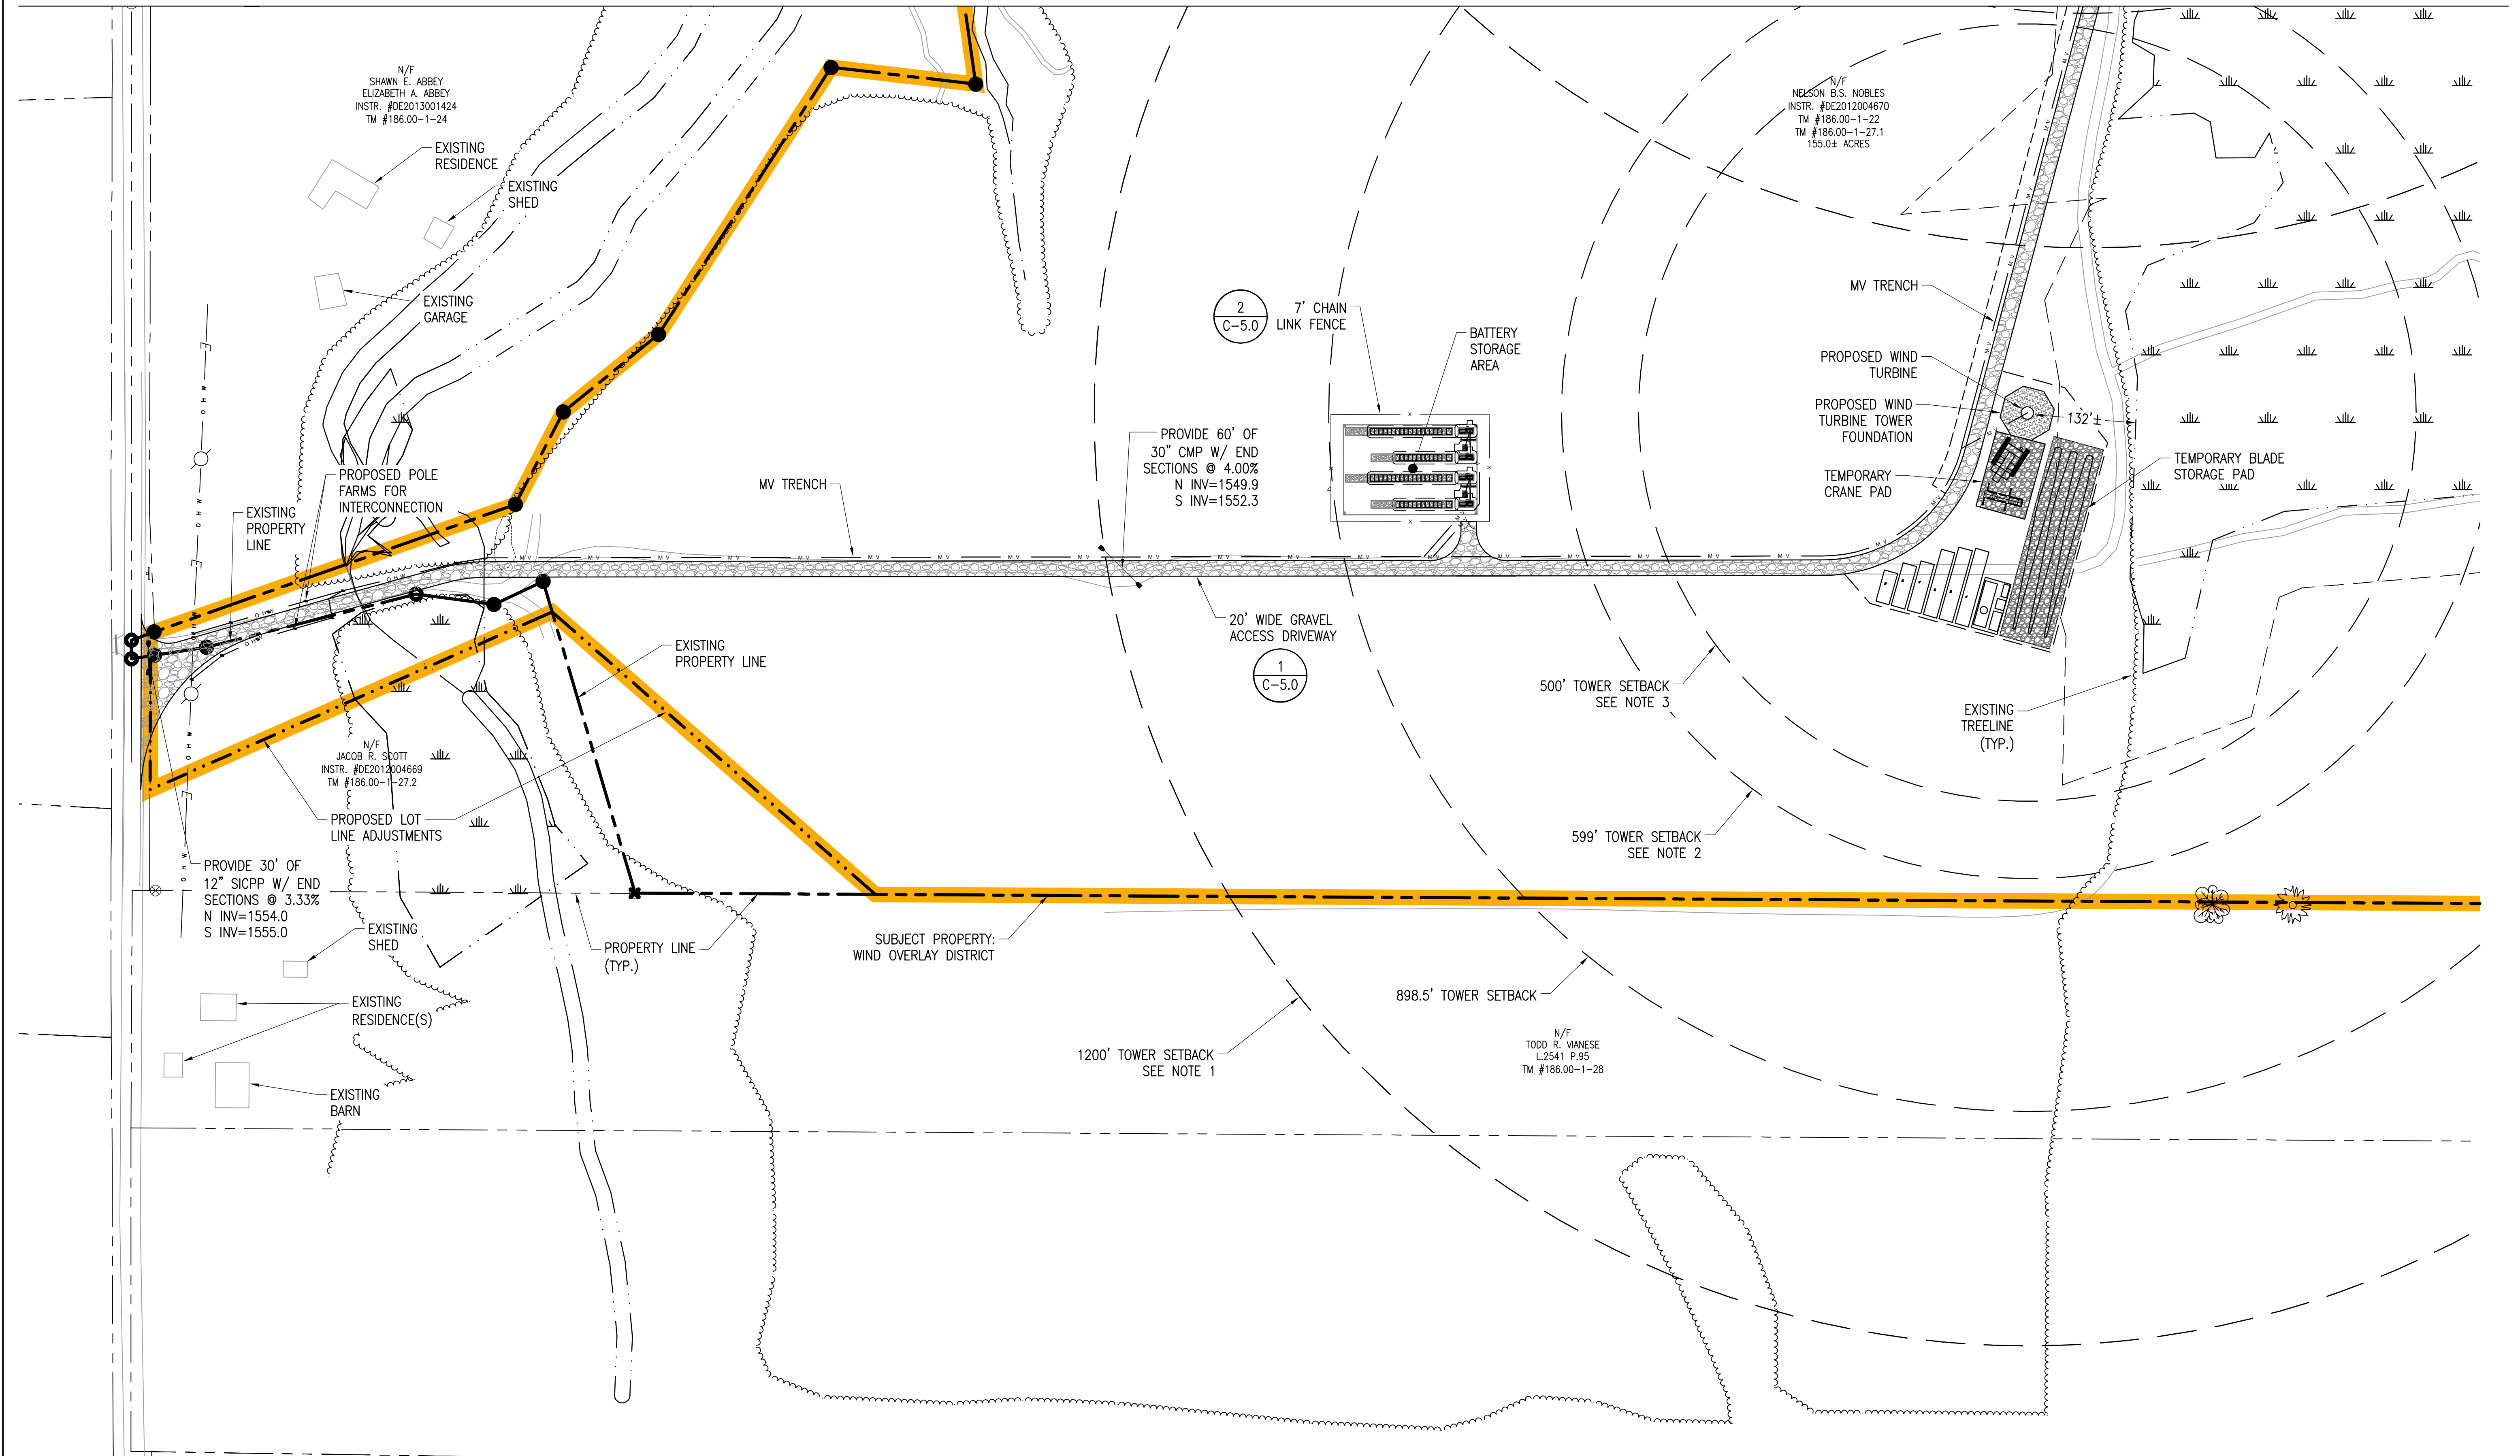 N/F
SHAWN E. ABBEY
ELIZABETH A. ABBEY
INSTR. #DE2013001424
TM #186.00-1-24
EXISTING
RESIDENCE
EXISTING
SHED
EXISTING
GARAGE
N/F
NELSON B.S. NOBLES
INSTR. #DE2012004670
TM #186.00-1-22
TM #186.00-1-27.1
155.0± ACRES
2
C-5.0
7' CHAIN
LINK FENCE
BATTERY
STORAGE
AREA
MV TRENCH
PROPOSED WIND
TURBINE
PROPOSED WIND
TURBINE TOWER
FOUNDATION
132'±
TEMPORARY
CRANE PAD
TEMPORARY BLADE
STORAGE PAD
PROVIDE 60' OF
30" CMP W/ END
SECTIONS @ 4.00%
N INV=1549.9
S INV=1552.3
MV TRENCH
PROPOSED POLE
FARMS FOR
INTERCONNECTION
EXISTING
PROPERTY
LINE
20' WIDE GRAVEL
ACCESS DRIVEWAY
1
C-5.0
EXISTING
PROPERTY LINE
500' TOWER SETBACK
SEE NOTE 3
EXISTING
TREELINE
(TYP.)
N/F
JACOB R. SCOTT
INSTR. #DE2012004669
TM #186.00-1-27.2
PROPOSED LOT
LINE ADJUSTMENTS
599' TOWER SETBACK
SEE NOTE 2
PROVIDE 30' OF
12" SICPP W/ END
SECTIONS @ 3.33%
N INV=1554.0
S INV=1555.0
EXISTING
SHED
PROPERTY LINE
(TYP.)
SUBJECT PROPERTY:
WIND OVERLAY DISTRICT
898.5' TOWER SETBACK
EXISTING
RESIDENCE(S)
1200' TOWER SETBACK
SEE NOTE 1
N/F
TODD R. VIANESE
L.2541 P.95
TM #186.00-1-28
EXISTING
BARN